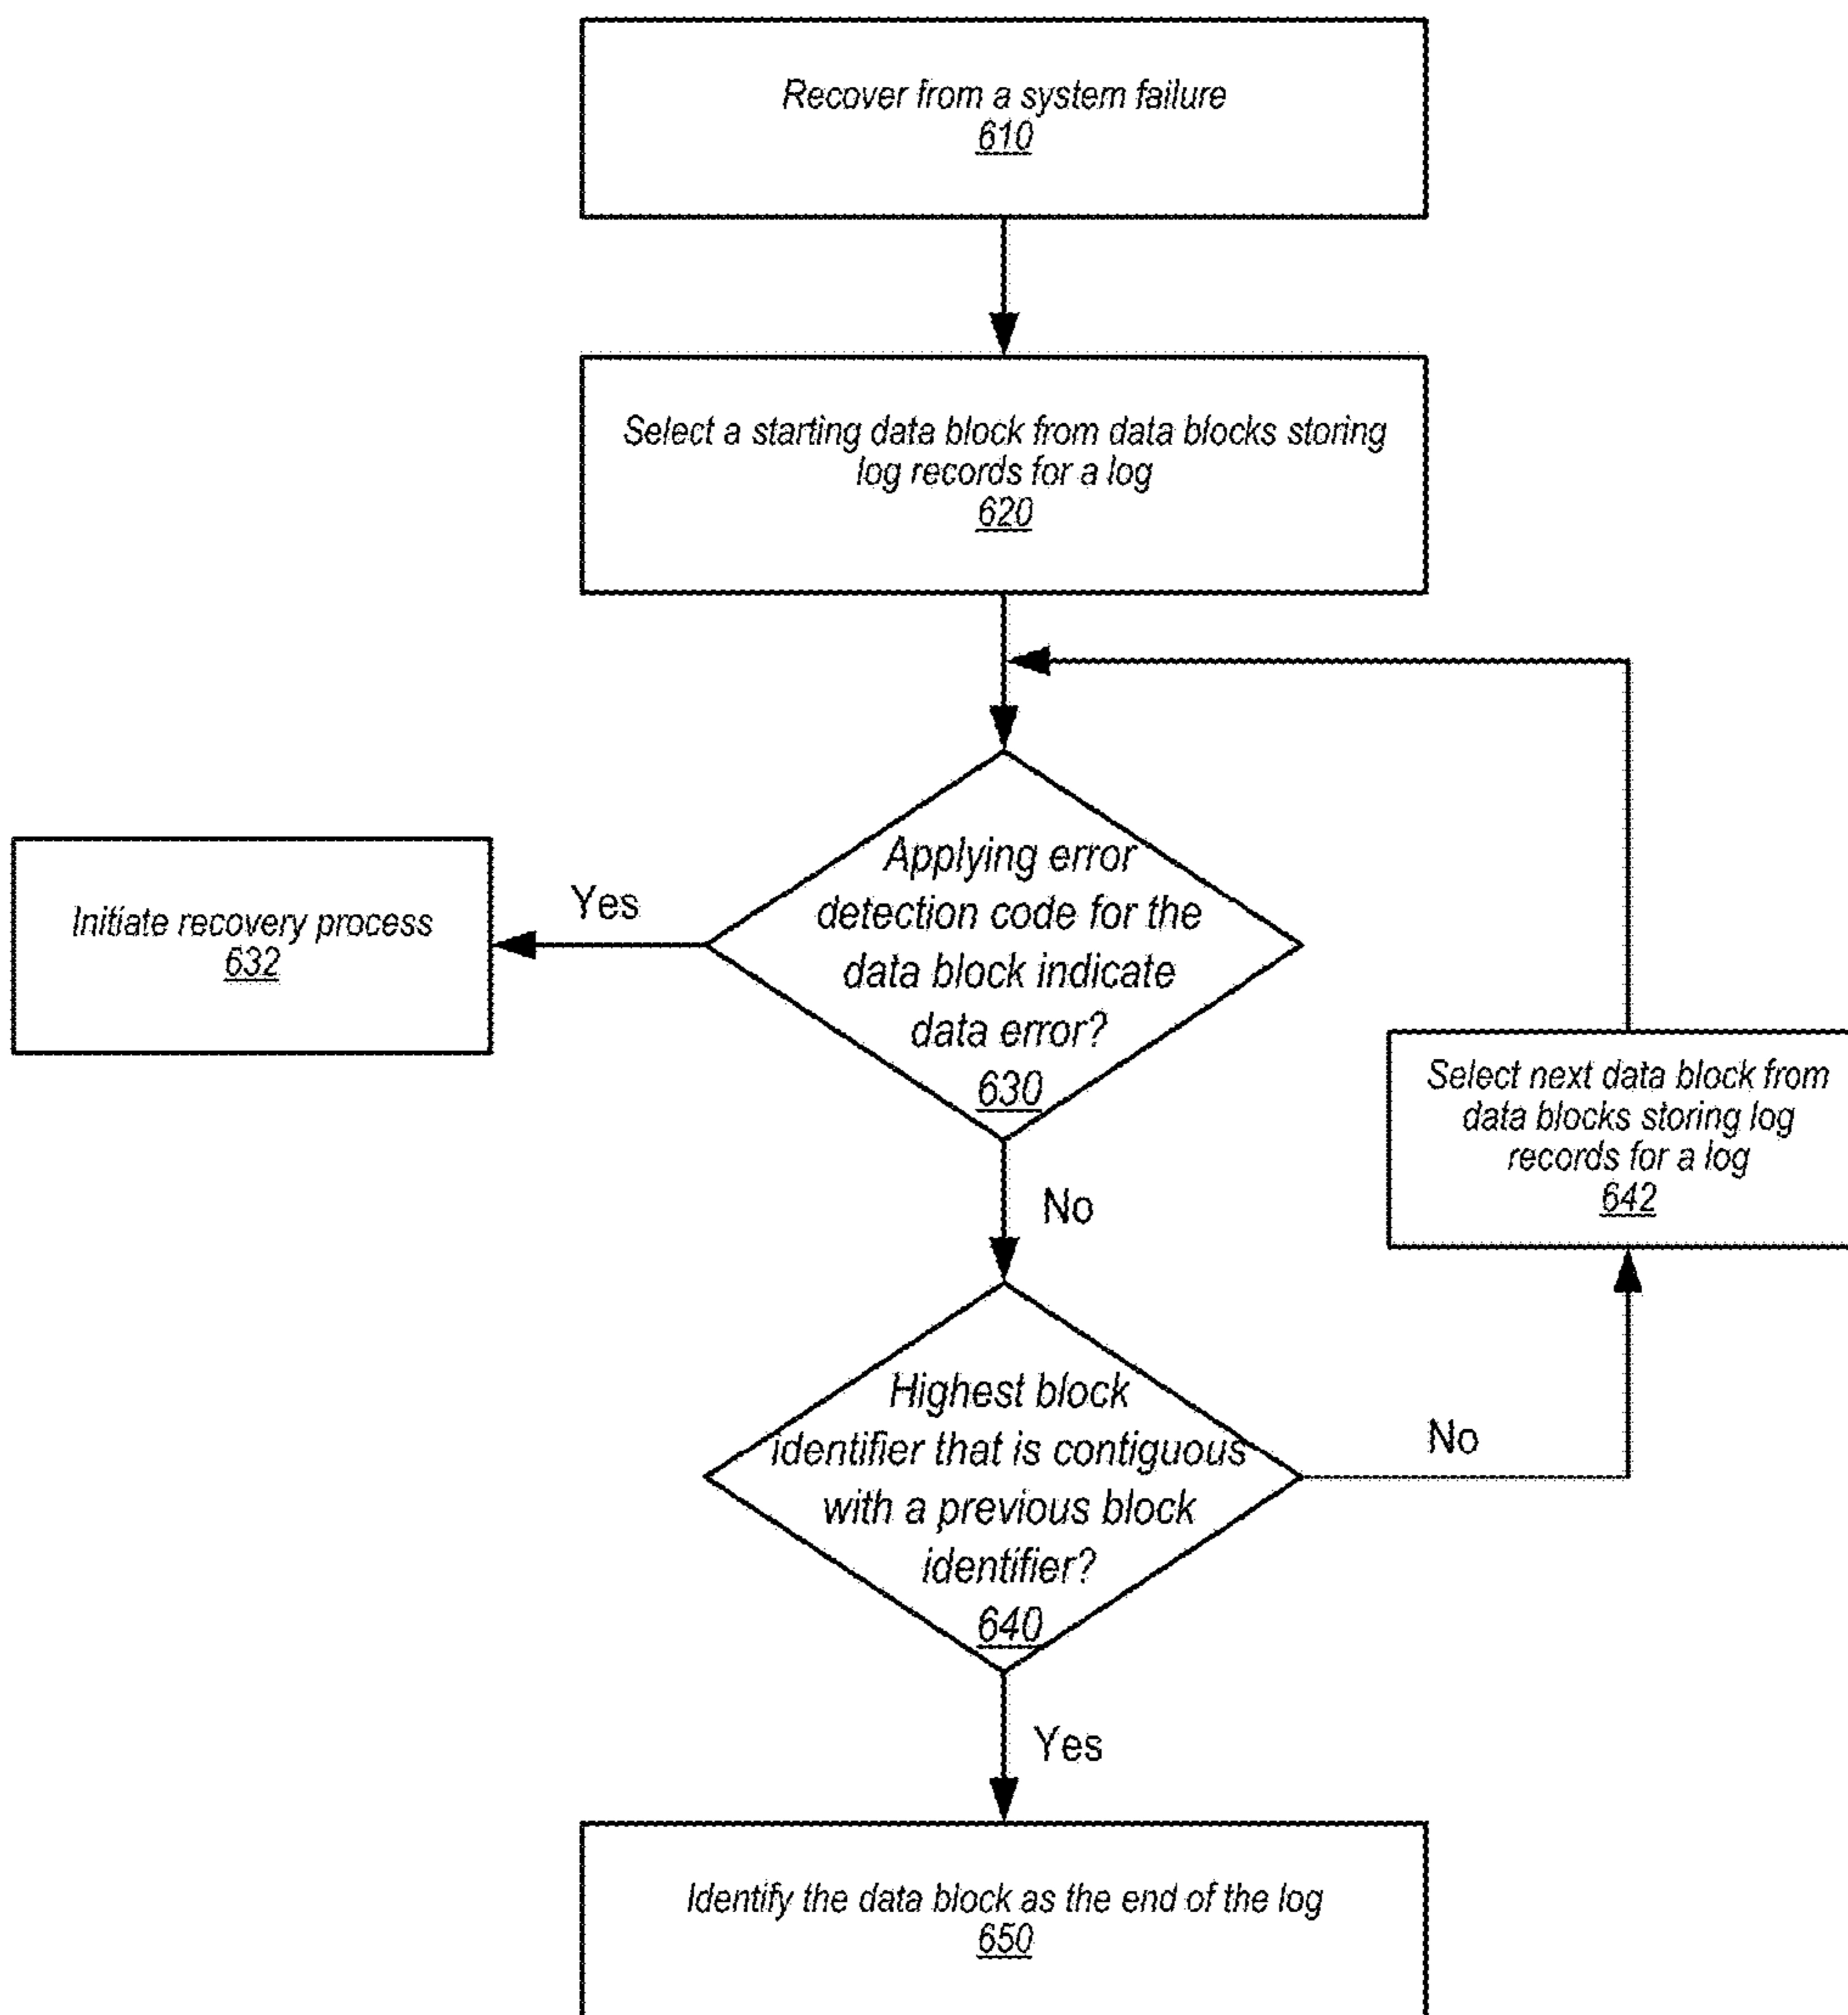 Recover from a system failure
610
Select a starting data block from data blocks storing
log records for a log
620
Applying error
detection code for the
data block indicate
data error?
630
Yes
Initiate recovery process
632
No
Select next data block from
data blocks storing log
records for a log
642
Highest block
identifier that is contiguous
with a previous block
identifier?
640
No
Yes
Identify the data block as the end of the log
650